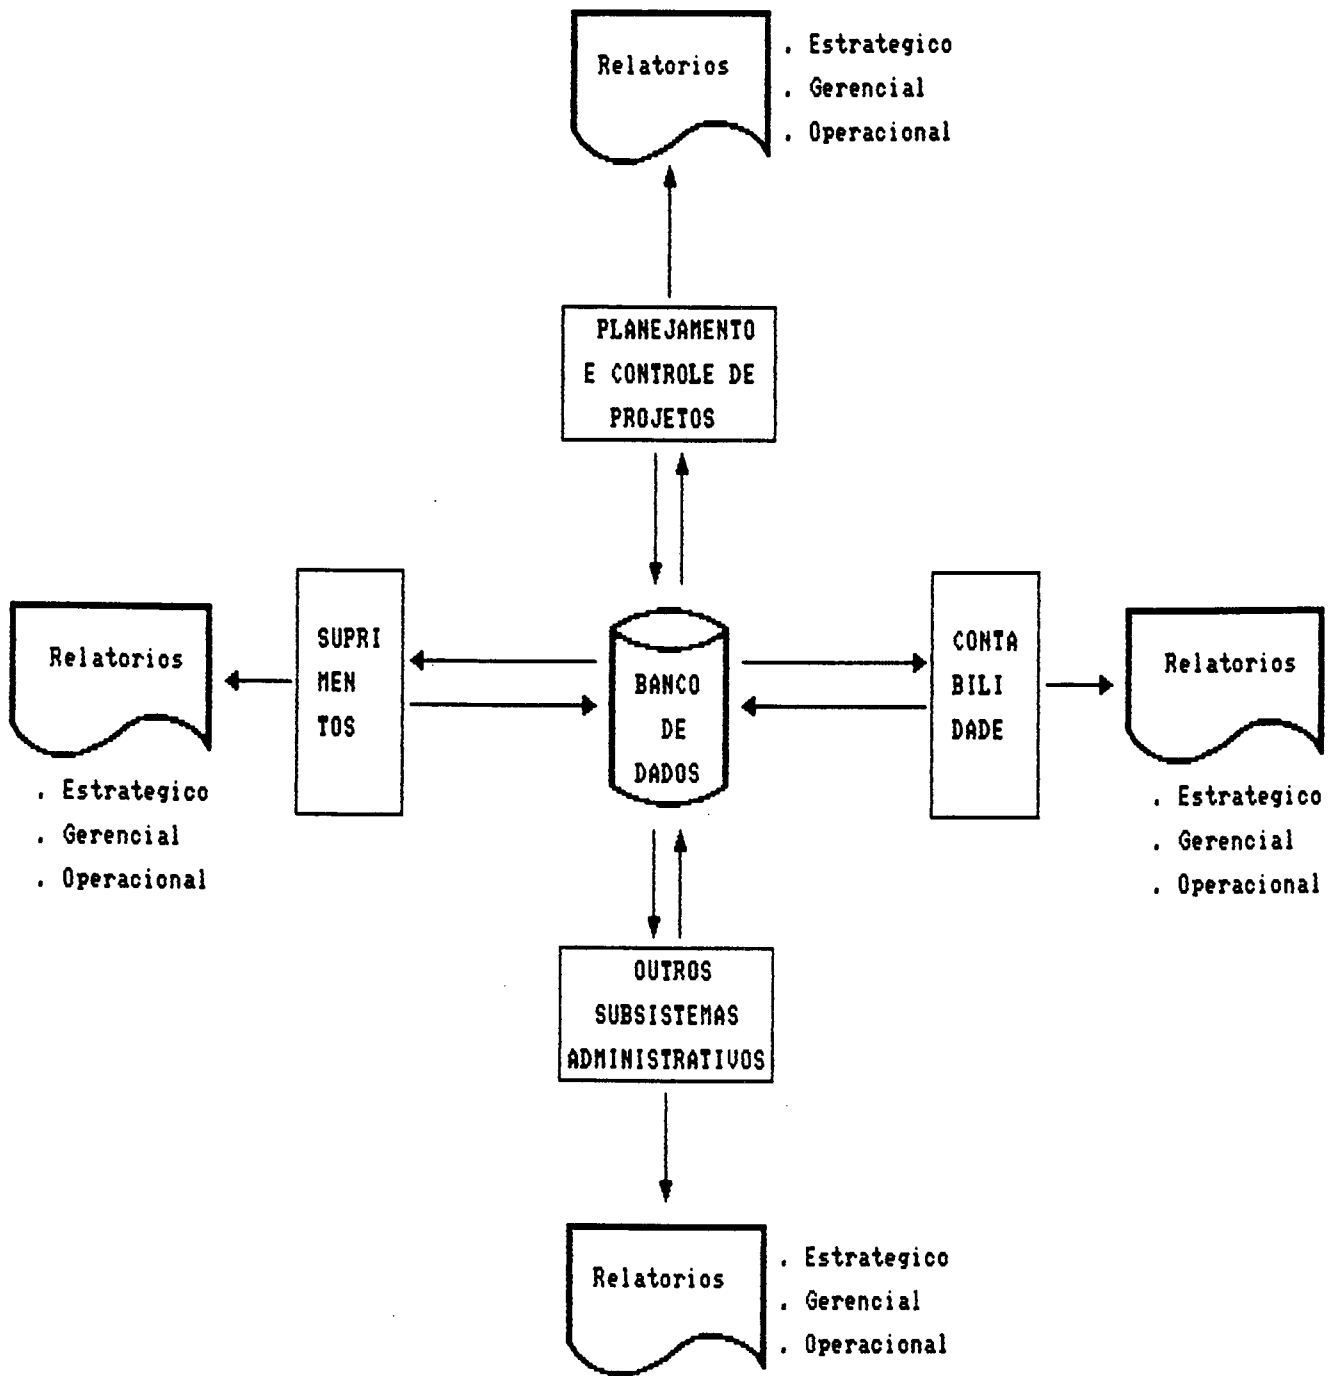 Relatorios
. Estrategico
. Gerencial
. Operacional
PLANEJAMENTO
E CONTROLE DE
PROJETOS
Relatorios
. Estrategico
. Gerencial
. Operacional
SUPRI
MEN
TOS
BANCO
DE
DADOS
CONTA
BILI
DADE
Relatorios
. Estrategico
. Gerencial
. Operacional
OUTROS
SUBSISTEMAS
ADMINISTRATIVOS
Relatorios
. Estrategico
. Gerencial
. Operacional